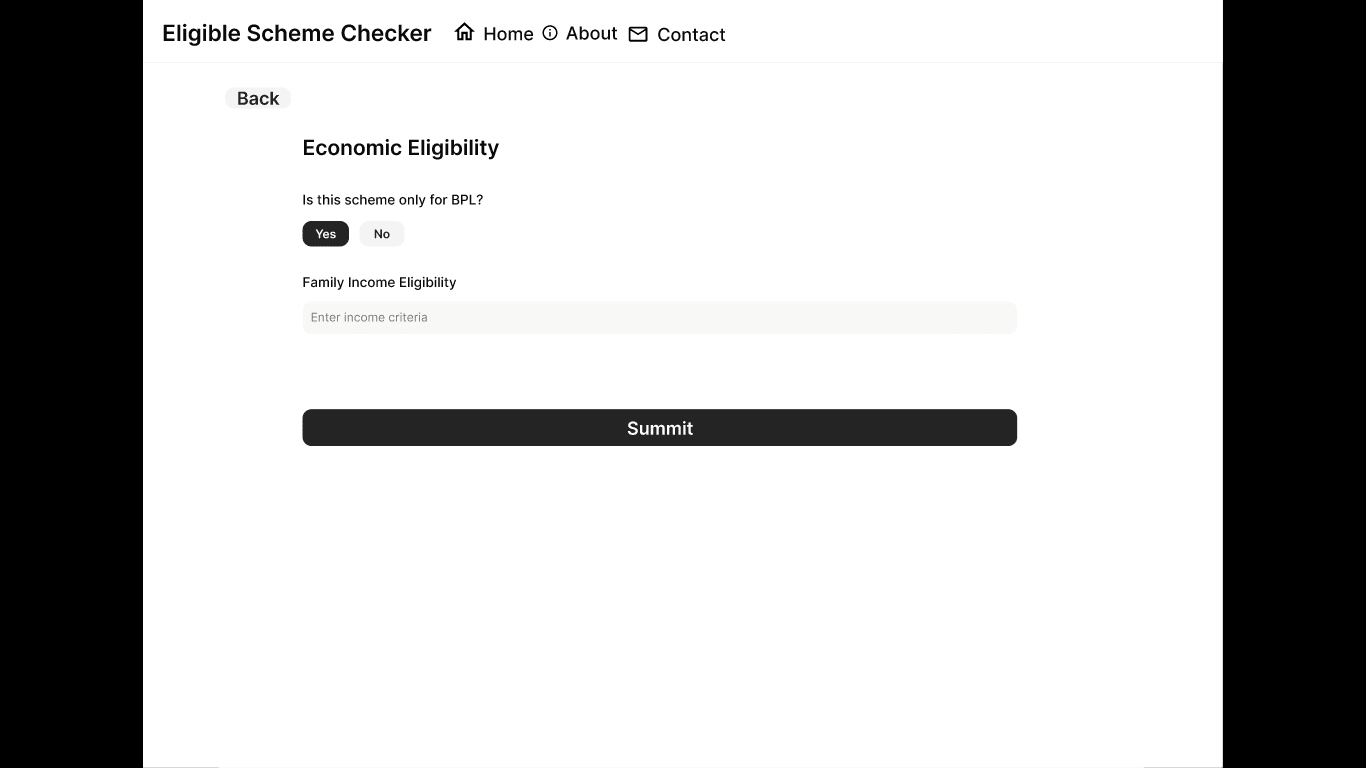 Eligible Scheme Checker Home About Contact
Back
Economic Eligibility
Is this scheme only for BPL?
Yes No
Family Income Eligibility
Enter income criteria
Summit